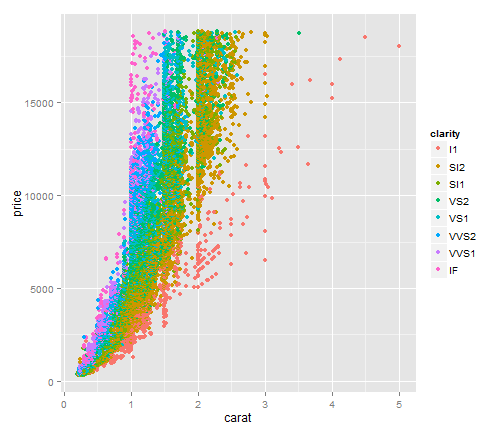 15000
10000
5000
0
price
0
1
2
3
4
5
carat
clarity
I1
SI2
SI1
VS2
VS1
VVS2
VVS1
IF